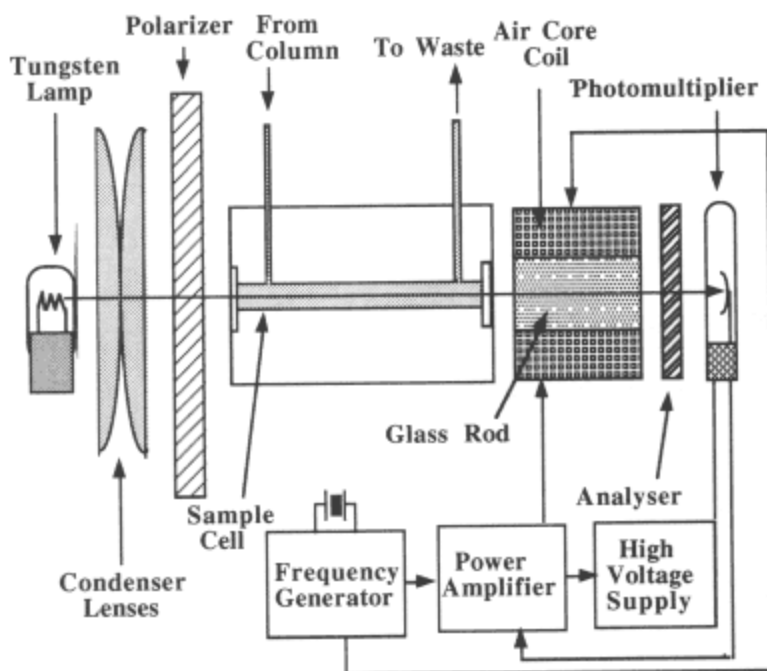 Polarizer
From
Column
To Waste
Air Core
Coil
Tungsten
Lamp
Photomultiplier
Glass Rod
Analyser
Sample
Cell
Condenser
Lenses
Frequency
Generator
Power
Amplifier
High
Voltage
Supply